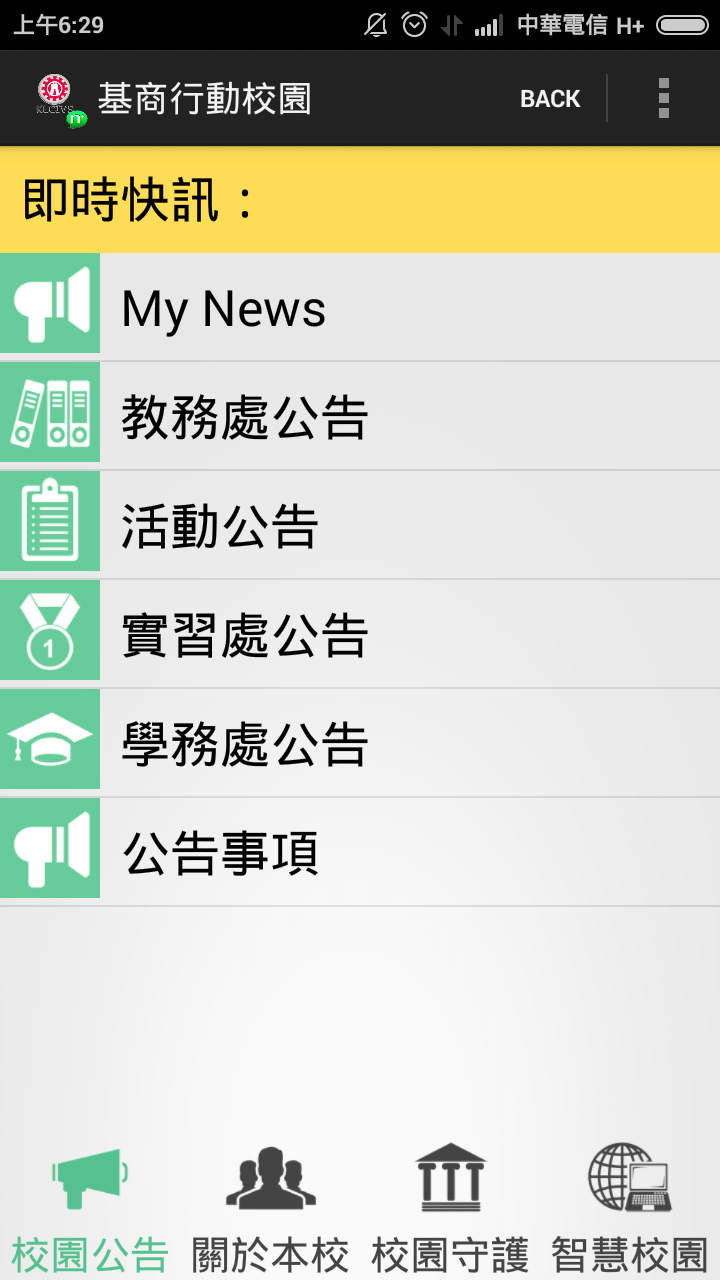 上午6:29
中華電信 H+
KLCIVS
n
基商行動校園
BACK
即時快訊：
My News
教務處公告
活動公告
1
實習處公告
學務處公告
公告事項
校園公告 關於本校 校園守護 智慧校園